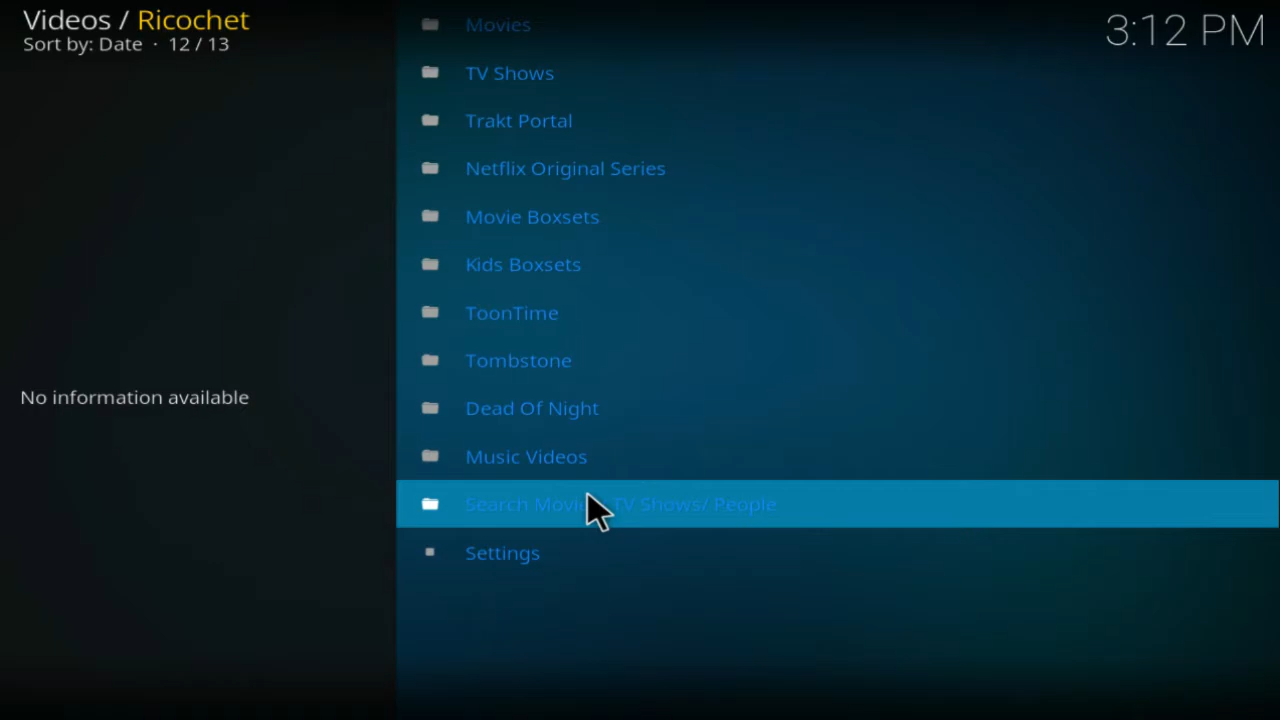 Videos / Ricochet
Sort by: Date · 12 / 13
3:12 PM
Movies
TV Shows
Trakt Portal
Netflix Original Series
Movie Boxsets
Kids Boxsets
ToonTime
Tombstone
No information available
Dead Of Night
Music Videos
Search TV Shows/ People
Settings